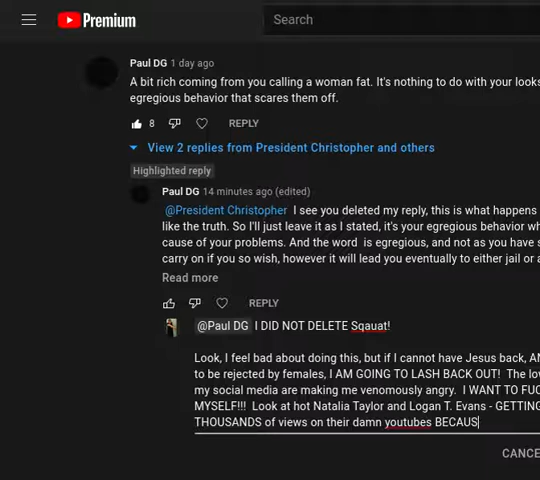 Premium
Search
Paul DG 1 day ago
A bit rich coming from you calling a woman fat. It's nothing to do with your looks
egregious behavior that scares them off.
8
REPLY
View 2 replies from President Christopher and others
Highlighted reply
Paul DG 14 minutes ago (edited)
@President Christopher I see you deleted my reply, this is what happens
like the truth. So I'll just leave it as I stated, it's your egregious behavior
cause of your problems. And the word is egregious, and not as you have
carry on if you so wish, however it will lead you eventually to either jail or
Read more
REPLY
@Paul DG I DID NOT DELETE Sqauat!
Look, I feel bad about doing this, but if I cannot have Jesus back,
to be rejected by females, I AM GOING TO LASH BACK OUT! The
my social media are making me venomously angry. I WANT TO
MYSELF!!! Look at hot Natalia Taylor and Logan T. Evans - GETTING
THOUSANDS of views on their damn youtubes BECAUS
CANCE